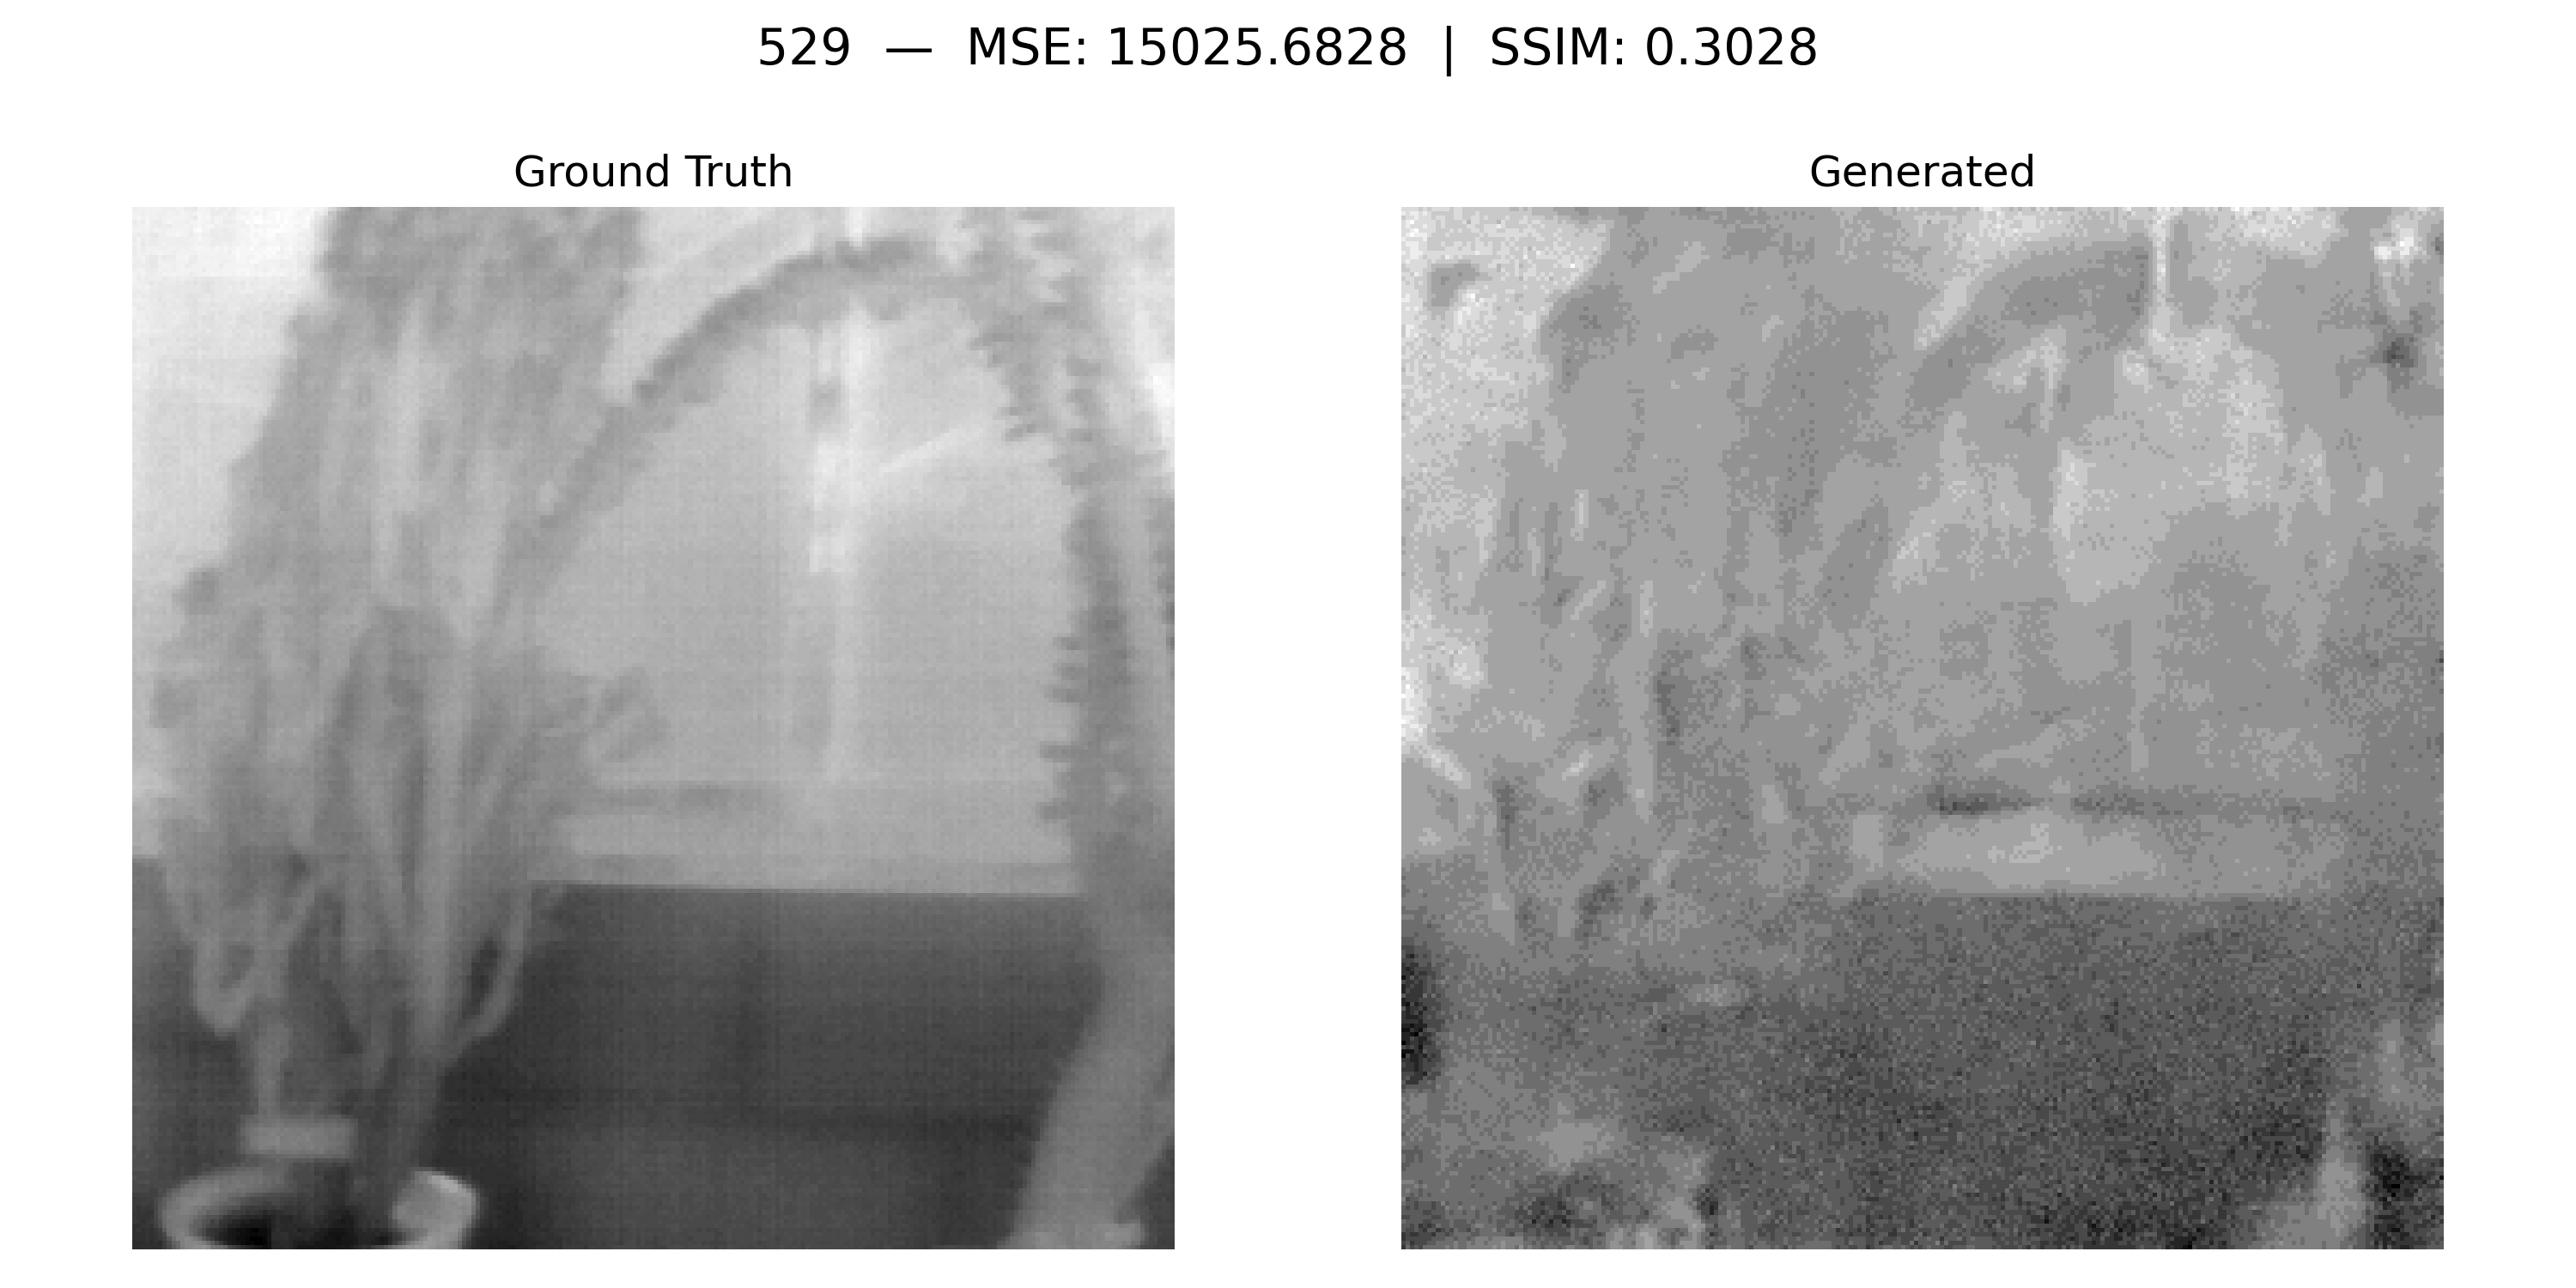 529 — MSE: 15025.6828 | SSIM: 0.3028
Ground Truth
Generated